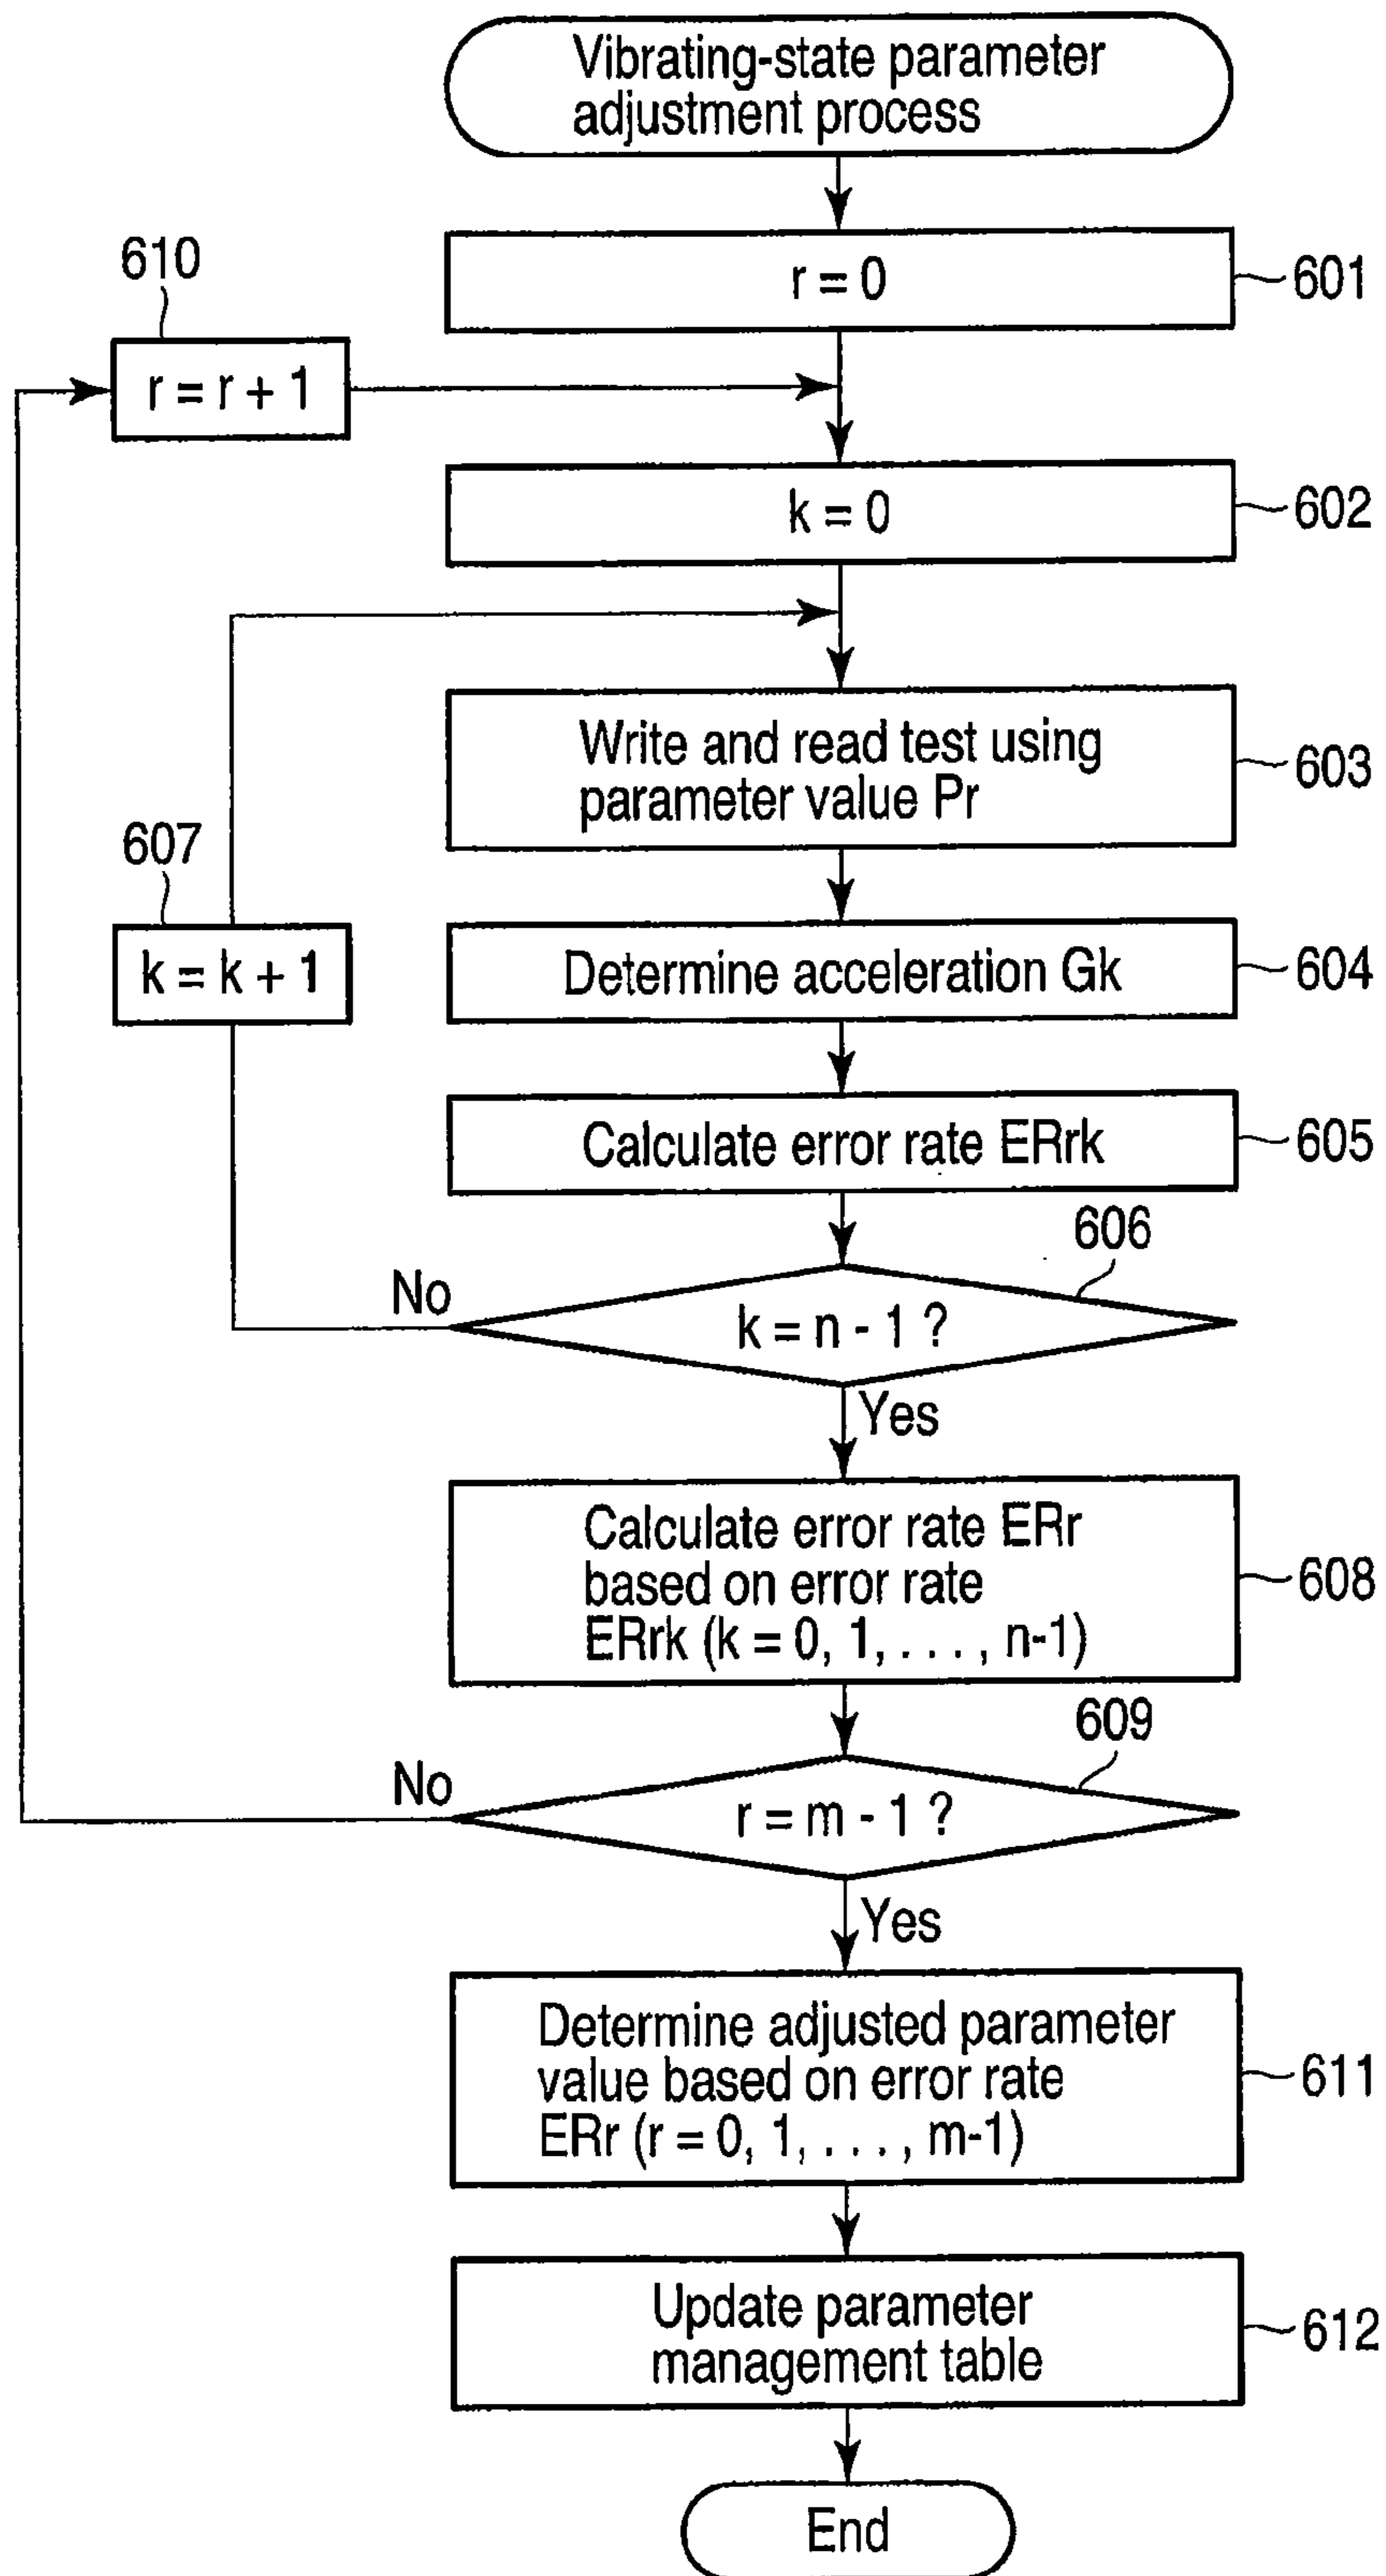 Vibrating-state parameter
adjustment process
r = 0
601
610
r = r + 1
k = 0
602
Write and read test using
parameter value Pr
603
607
k = k + 1
Determine acceleration Gk
604
Calculate error rate ERrk
605
606
No
k = n - 1 ?
Yes
Calculate error rate ERr
based on error rate
ERrk (k = 0, 1, . . . , n-1)
608
609
No
r = m - 1 ?
Yes
Determine adjusted parameter
value based on error rate
ERr (r = 0, 1, . . . , m-1)
611
Update parameter
management table
612
End